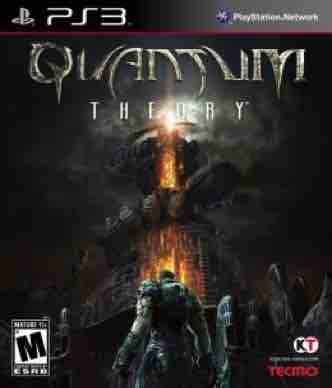 PS3
PlayStation.Network
QUANTUM
THEORY
MATURE 17+
M
ESRB
KT
TECMO